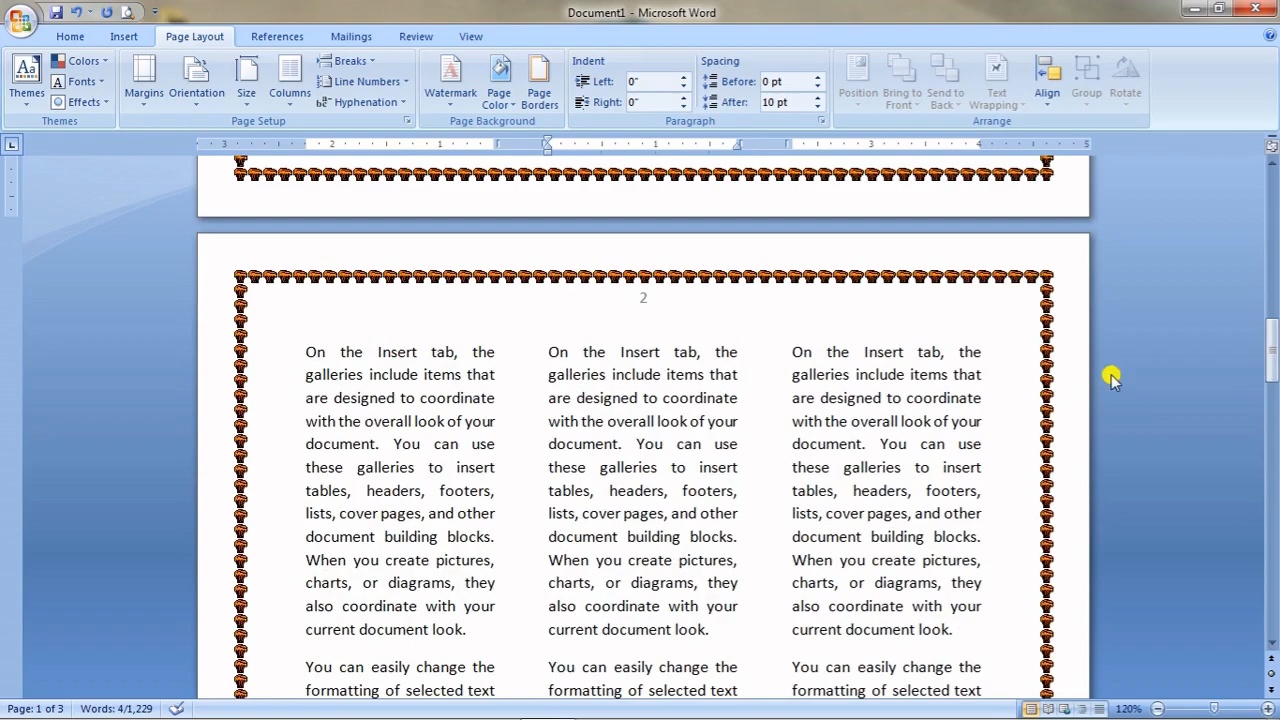 Document1 - Microsoft Word
Home Insert Page Layout References Mailings Review View
Themes
Colors
Fonts
Effects
Themes
Margins
Orientation
Size
Columns
Breaks
Line Numbers
Hyphenation
Page Setup
Watermark
Page
Color
Page
Borders
Page Background
Indent
Left: 0"
Right: 0"
Spacing
Before: 0 pt
After: 10 pt
Paragraph
Position
Bring to
Front
Send to
Back
Text
Wrapping
Align
Group
Rotate
Arrange
3 2 1 1 3 4 5
2
On the Insert tab, the
galleries include items that
are designed to coordinate
with the overall look of your
document. You can use
these galleries to insert
tables, headers, footers,
lists, cover pages, and other
document building blocks.
When you create pictures,
charts, or diagrams, they
also coordinate with your
current document look.
You can easily change the
formatting of selected text
On the Insert tab, the
galleries include items that
are designed to coordinate
with the overall look of your
document. You can use
these galleries to insert
tables, headers, footers,
lists, cover pages, and other
document building blocks.
When you create pictures,
charts, or diagrams, they
also coordinate with your
current document look.
You can easily change the
formatting of selected text
On the Insert tab, the
galleries include items that
are designed to coordinate
with the overall look of your
document. You can use
these galleries to insert
tables, headers, footers,
lists, cover pages, and other
document building blocks.
When you create pictures,
charts, or diagrams, they
also coordinate with your
current document look.
You can easily change the
formatting of selected text
Page: 1 of 3 Words: 4/1,229 120%